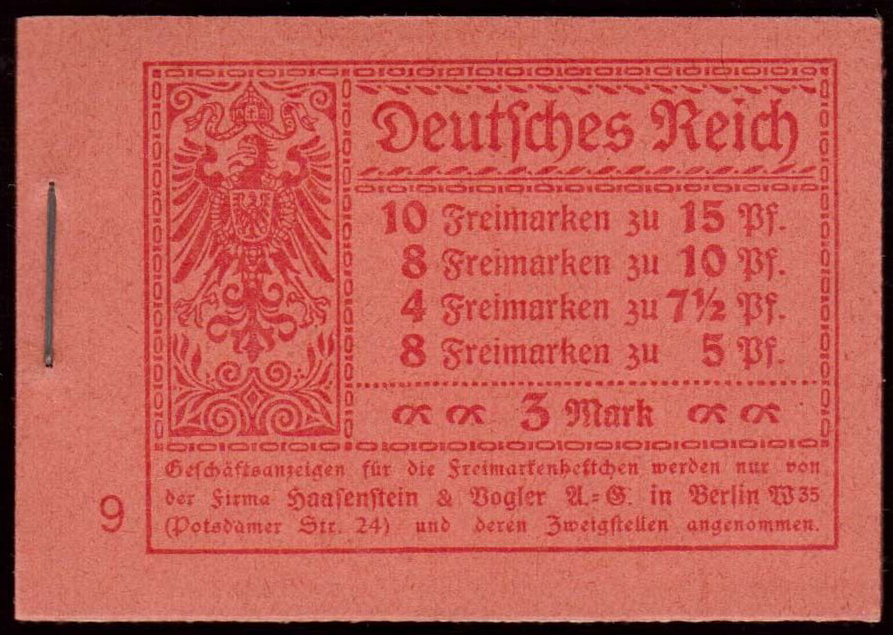 Deutsches Reich
10 Freimarken zu 15 Pf.
8 Freimarken zu 10 Pf.
4 Freimarken zu 7½ Pf.
8 Freimarken zu 5 Pf.
3 Mark
Geschäftsanzeigen für die Freimarkenheftchen werden nur von
der Firma Haasenstein & Vogler A.=G. in Berlin W 35
(Potsdamer Str. 24) und deren Zweigstellen angenommen.
9